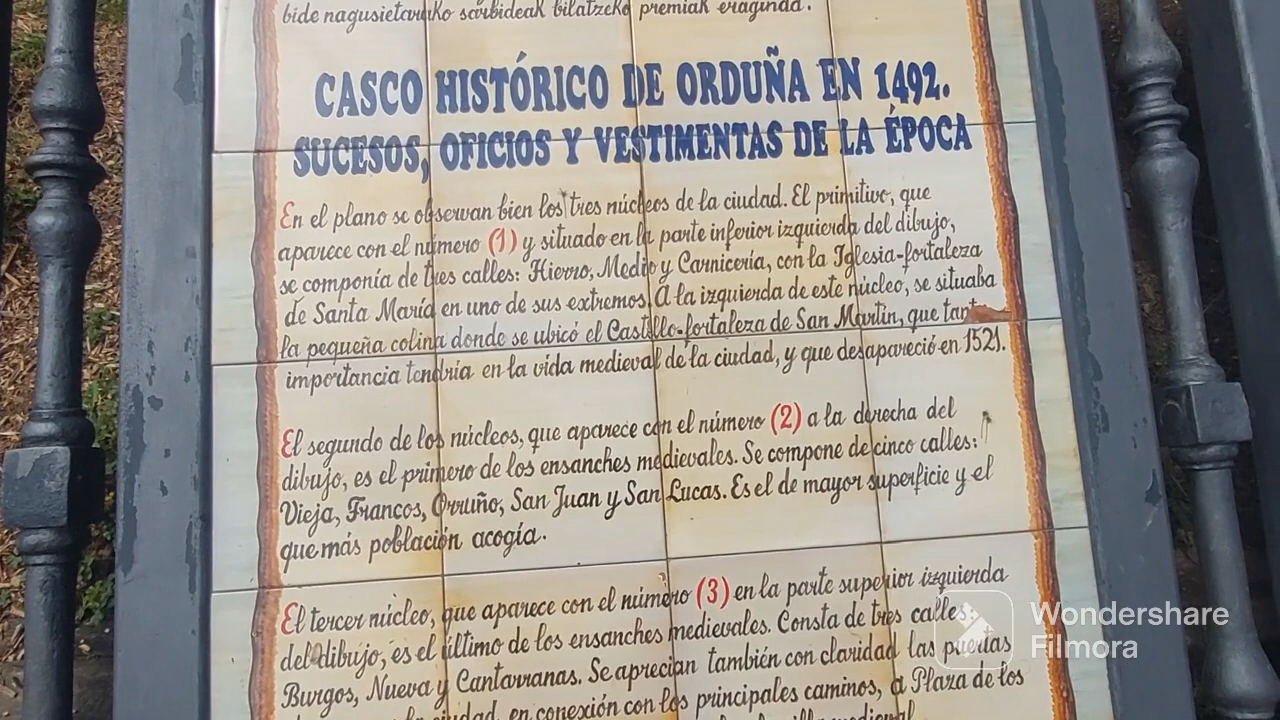 bide nagusietarako sarbideak bilatzeko premiak eraginda.
CASCO HISTÓRICO DE ORDUÑA EN 1492.
SUCESOS, OFICIOS Y VESTIMENTAS DE LA ÉPOCA
En el plano se observan bien los tres núcleos de la ciudad. El primitivo, que
aparece con el número (1) y situado en la parte inferior izquierda del dibujo,
se componía de tres calles: Hierro, Medio y Carnicería, con la Iglesia-fortaleza
de Santa María en uno de sus extremos. A la izquierda de este núcleo, se situaba
la pequeña colina donde se ubicó el Castillo-fortaleza de San Martín, que
importancia tendría en la vida medieval de la ciudad, y que desapareció en 1521.
El segundo de los núcleos, que aparece con el número (2) a la derecha del
dibujo, es el primero de los ensanches medievales. Se compone de cinco calles:
Vieja, Francos, Orruño, San Juan y San Lucas. Es el de mayor superficie y el
que más población acogía.
El tercer núcleo, que aparece con el número (3) en la parte superior izquierda
del dibujo, es el último de los ensanches medievales. Consta de tres calles:
Burgos, Nueva y Cantarranas. Se aprecian también con claridad las puertas
la ciudad, en conexión con los principales caminos, Plaza de los
Wondershare
Filmora